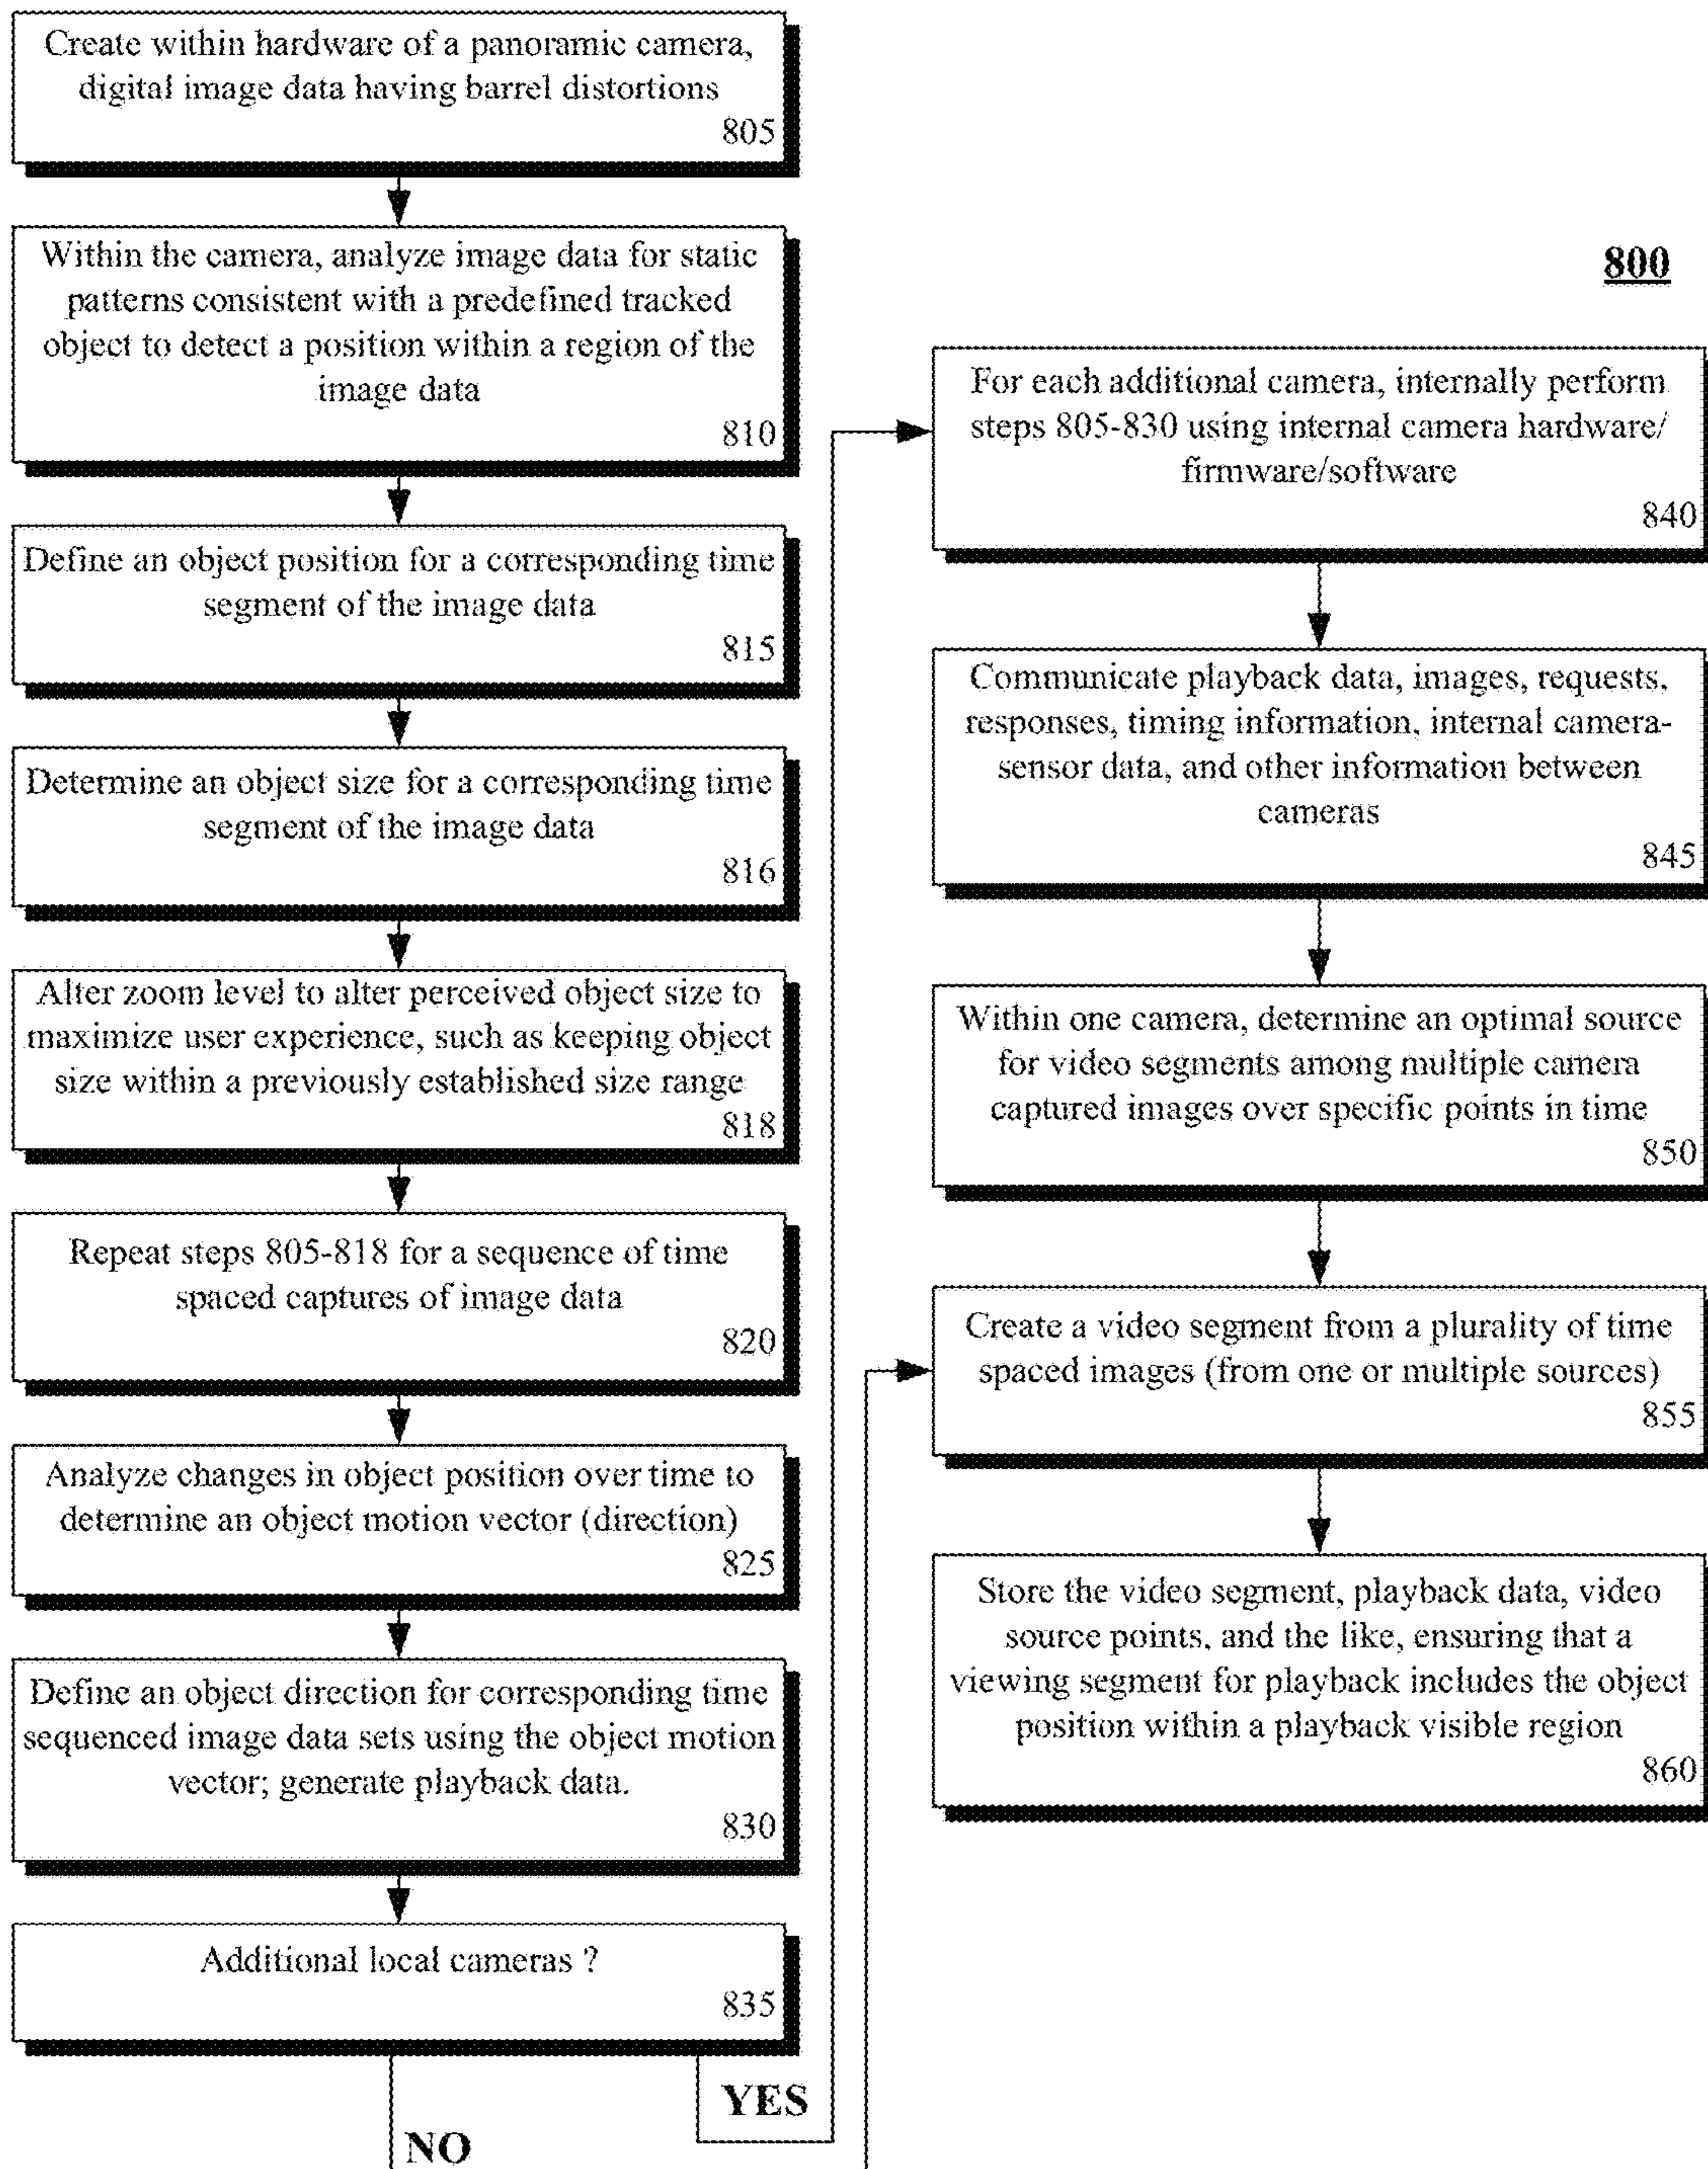 Create within hardware of a panoramic camera,
digital image data having barrel distortions
805
Within the camera, analyze image data for static
patterns consistent with a predefined tracked
object to detect a position within a region of the
image data
810
Define an object position for a corresponding time
segment of the image data
815
Determine an object size for a corresponding time
segment of the image data
816
Alter zoom level to alter perceived object size to
maximize user experience, such as keeping object
size within a previously established size range
818
Repeat steps 805-818 for a sequence of time
spaced captures of image data
820
Analyze changes in object position over time to
determine an object motion vector (direction)
825
Define an object direction for corresponding time
sequenced image data sets using the object motion
vector; generate playback data.
830
Additional local cameras ?
835
YES
NO
800
For each additional camera, internally perform
steps 805-830 using internal camera hardware/
firmware/software
840
Communicate playback data, images, requests,
responses, timing information, internal camera-
sensor data, and other information between
cameras
845
Within one camera, determine an optimal source
for video segments among multiple camera
captured images over specific points in time
850
Create a video segment from a plurality of time
spaced images (from one or multiple sources)
855
Store the video segment, playback data, video
source points, and the like, ensuring that a
viewing segment for playback includes the object
position within a playback visible region
860